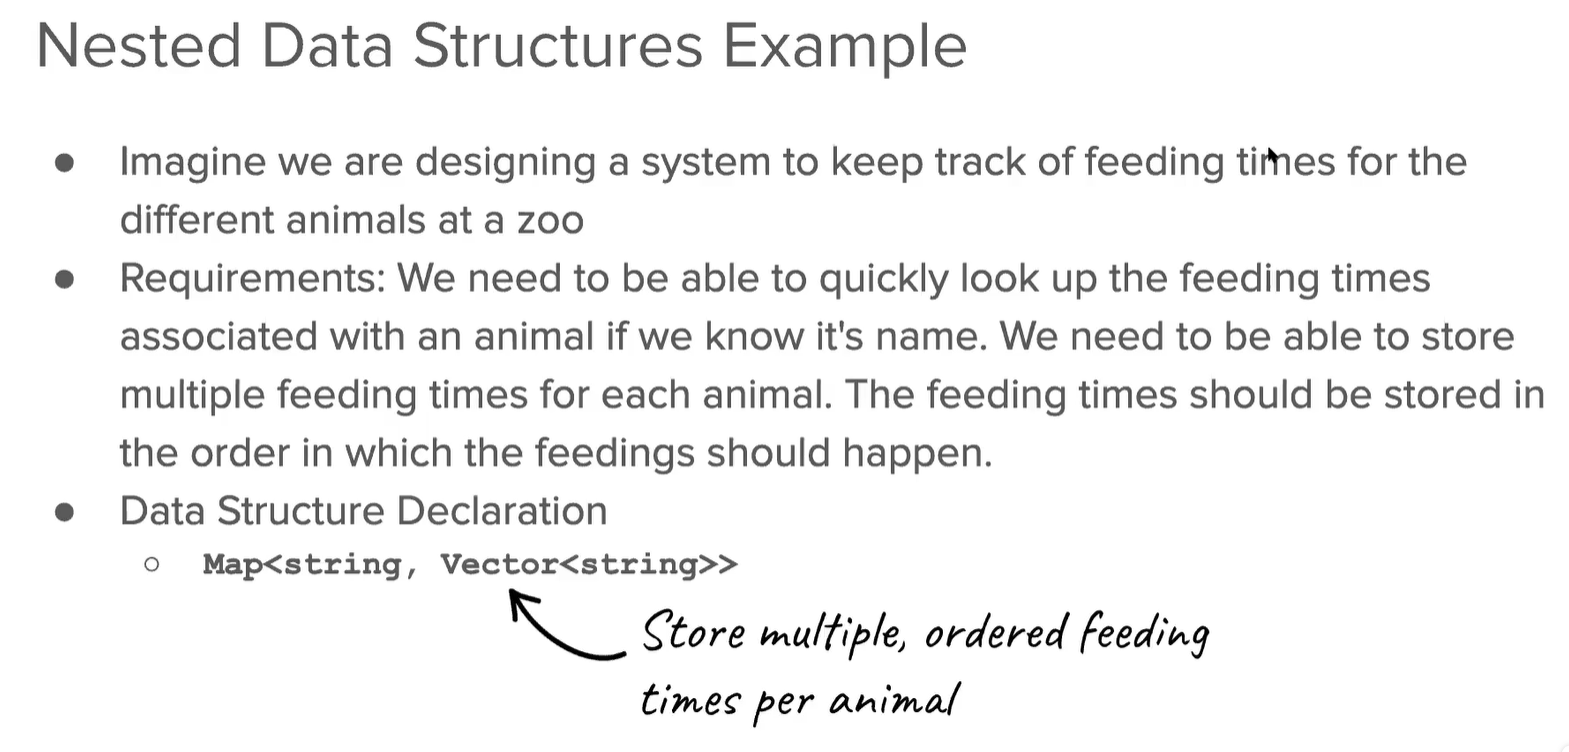 Nested Data Structures Example
● Imagine we are designing a system to keep track of feeding times for the
different animals at a zoo
● Requirements: We need to be able to quickly look up the feeding times
associated with an animal if we know it's name. We need to be able to store
multiple feeding times for each animal. The feeding times should be stored in
the order in which the feedings should happen.
● Data Structure Declaration
○ Map<string, Vector<string>>
Store multiple, ordered feeding
times per animal